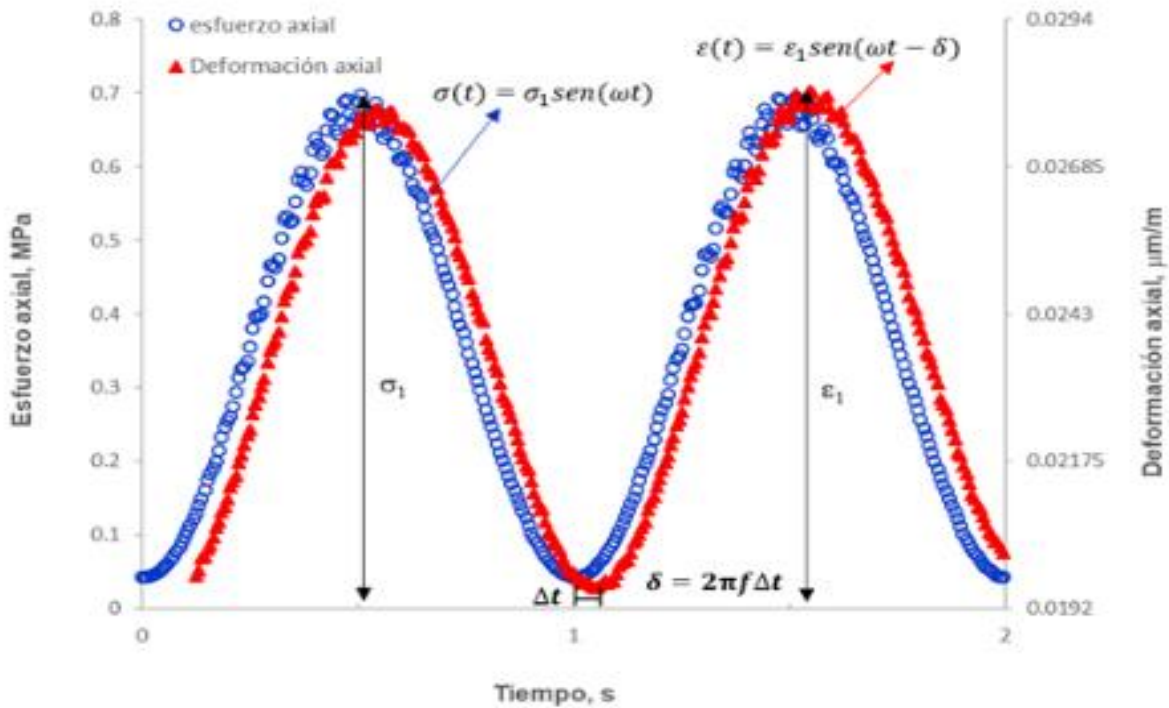 esfuerzo axial
Deformación axial
σ(t) = σ₁sen(ωt)
ε(t) = ε₁sen(ωt − δ)
Esfuerzo axial, MPa
0.8
0.7
0.6
0.5
0.4
0.3
0.2
0.1
0
σ₁
ε₁
Δt
δ = 2πfΔt
0.0294
0.02685
0.0243
0.02175
0.0192
Deformación axial, μm/m
0
1
2
Tiempo, s